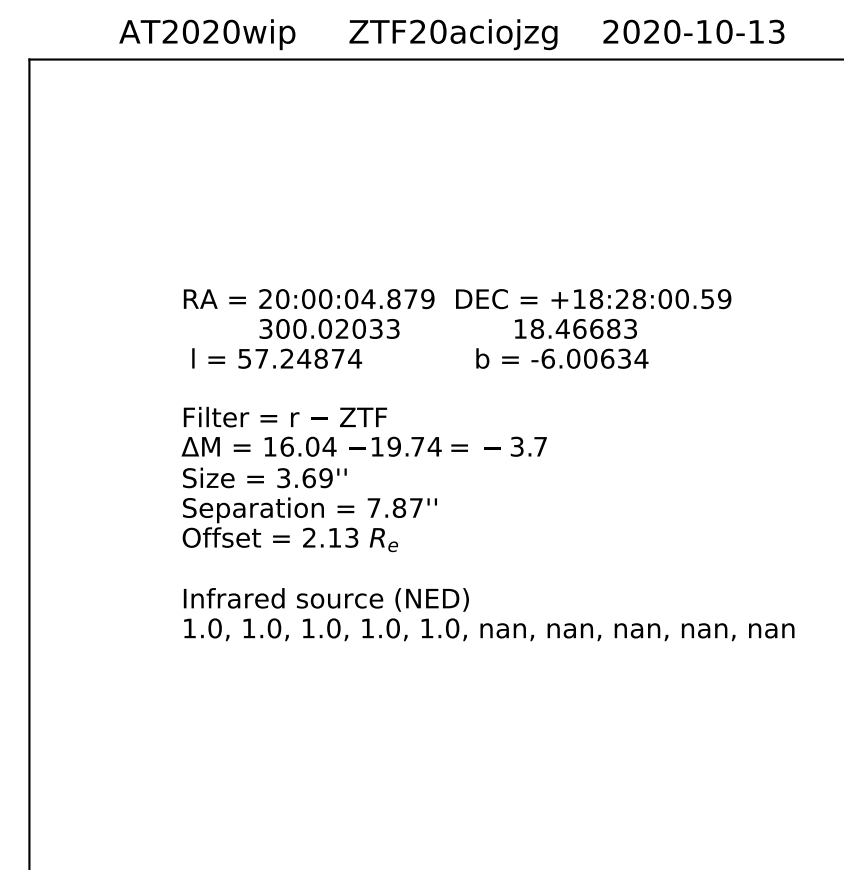 AT2020wip ZTF20aciojzg 2020-10-13
RA = 20:00:04.879 DEC = +18:28:00.59
300.02033 18.46683
l = 57.24874 b = -6.00634
Filter = r − ZTF
ΔM = 16.04 −19.74 = −3.7
Size = 3.69''
Separation = 7.87''
Offset = 2.13 Rₑ
Infrared source (NED)
1.0, 1.0, 1.0, 1.0, 1.0, nan, nan, nan, nan, nan